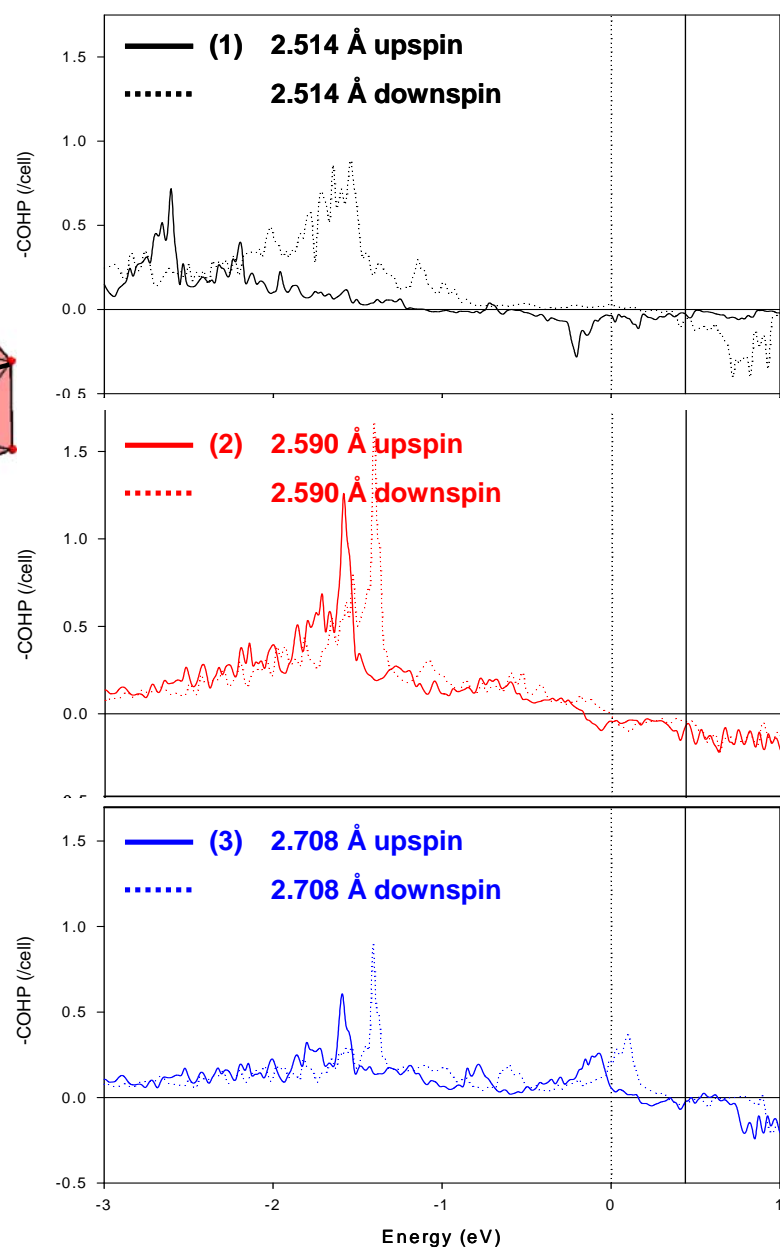 (1) 2.514 Å upspin
2.514 Å downspin
-COHP (/cell)
1.5
1.0
0.5
0.0
-0.5
(2) 2.590 Å upspin
2.590 Å downspin
-COHP (/cell)
1.5
1.0
0.5
0.0
(3) 2.708 Å upspin
2.708 Å downspin
-COHP (/cell)
1.5
1.0
0.5
0.0
-0.5
-3 -2 -1 0 1
Energy (eV)